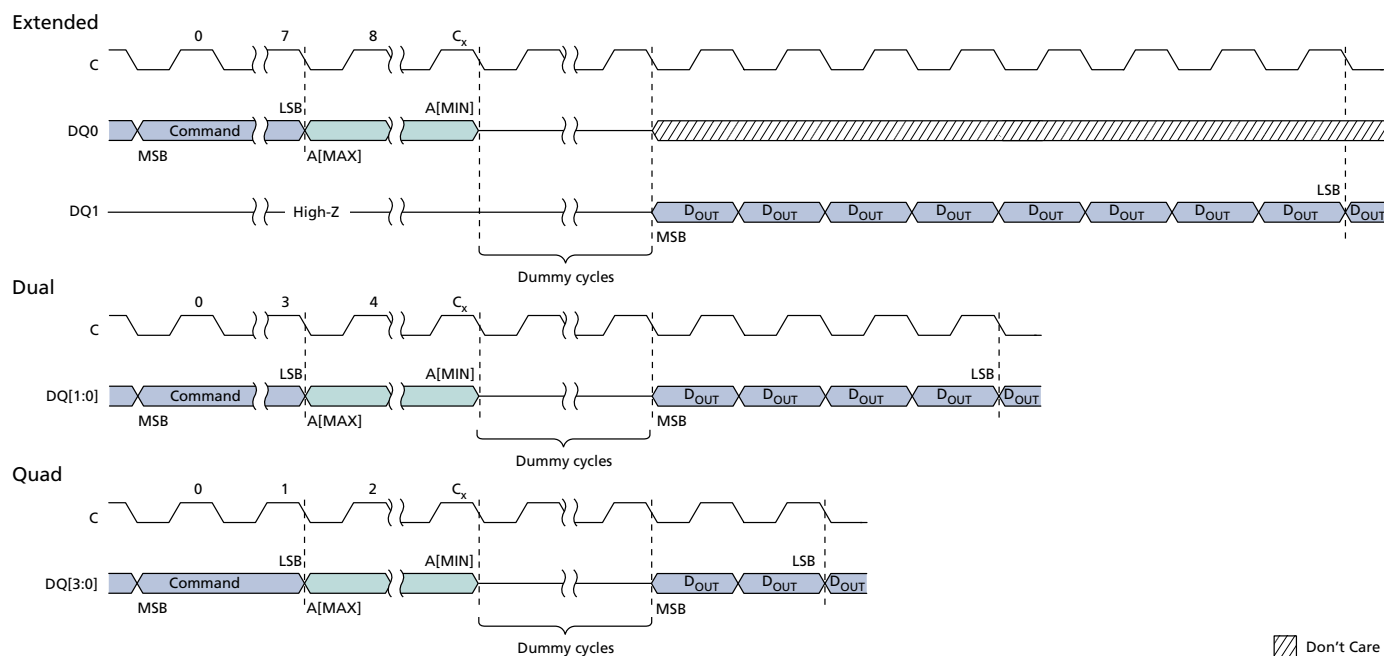 Extended
0 7 8 Cx
C
LSB A[MIN]
DQ0 Command
MSB A[MAX]
LSB
DQ1 High-Z DOUT DOUT DOUT DOUT DOUT DOUT DOUT DOUT DOUT
MSB
Dummy cycles
Dual
0 3 4 Cx
C
LSB A[MIN] LSB
DQ[1:0] Command DOUT DOUT DOUT DOUT DOUT
MSB A[MAX] MSB
Dummy cycles
Quad
0 1 2 Cx
C
LSB A[MIN] LSB
DQ[3:0] Command DOUT DOUT DOUT
MSB A[MAX] MSB
Dummy cycles
Don't Care